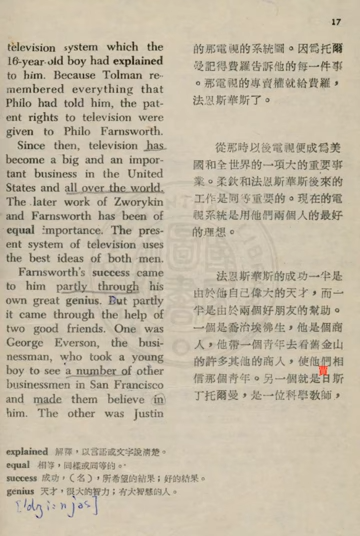 17
television system which the
16-year-old boy had explained
to him. Because Tolman re-
membered everything that
Philo had told him, the pat-
ent rights to television were
given to Philo Farnsworth.
Since then, television has
become a big and an impor-
tant business in the United
States and all over the world.
The later work of Zworykin
and Farnsworth has been of
equal importance. The pres-
ent system of television uses
the best ideas of both men.
Farnsworth's success came
to him partly through his
own great genius. But partly
it came through the help of
two good friends. One was
George Everson, the busi-
nessman, who took a young
boy to see a number of other
businessmen in San Francisco
and made them believe in
him. The other was Justin
的那電視的系統圖。因爲托爾
曼記得費羅告訴他的每一件事
。那電視的專賣權就給費羅,
法恩斯華斯了。
從那時以後電視便成爲美
國和全世界的一項大的重要事
業。柔欽和法恩斯華斯後來的
工作是同等重要的。現在的電
視系統是用他們兩個人的最好
的理想。
法恩斯華斯的成功一半是
由於他自己偉大的天才,而一
半是由於兩個好朋友的幫助。
一個是喬治埃佛生,他是個商
人,他帶一個青年去看舊金山
的許多其他的商人,使他們相
信那個青年。另一個就是日斯
丁托爾曼,是一位科學教師,
explained 解釋,以言語或文字說清楚。
equal 相等,同樣或同等的。
success 成功,(名),所希望的結果;好的結果。
genius 天才,很大的智力;有大智慧的人。